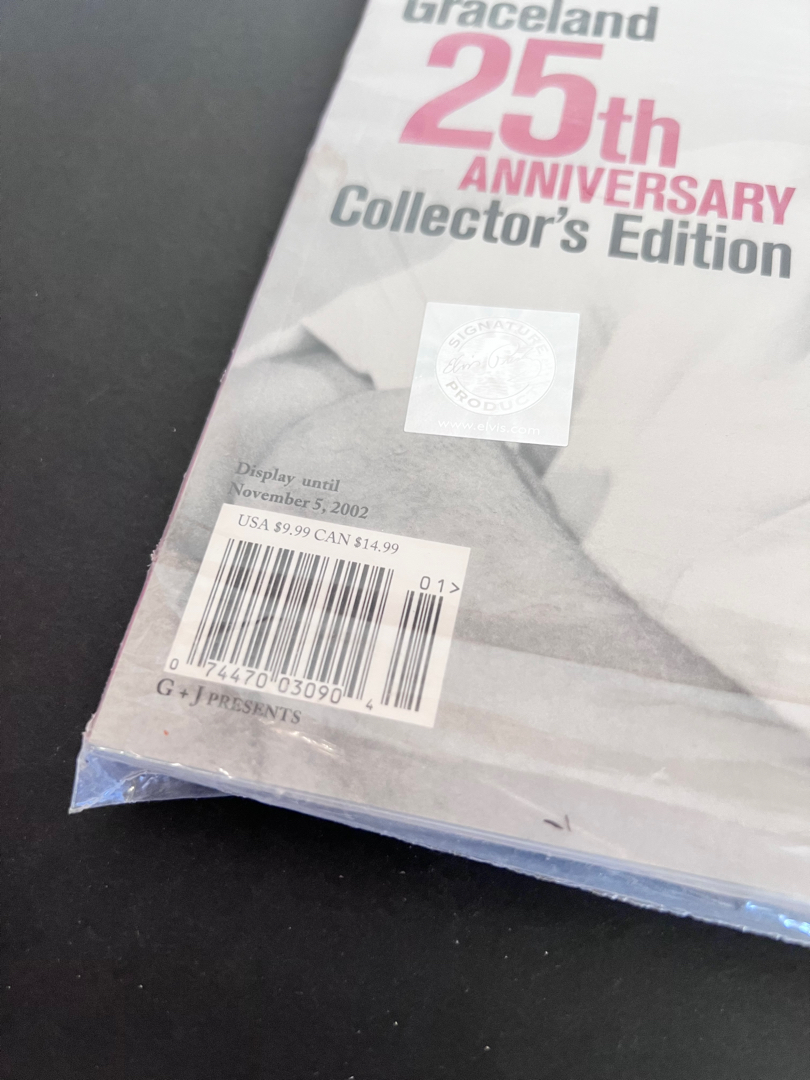 Graceland
25th
ANNIVERSARY
Collector's Edition
SIGNATURE
PRODUCT
www.elvis.com
Display until
November 5, 2002
USA $9.99 CAN $14.99
01>
0 74470 03090 4
G + J PRESENTS